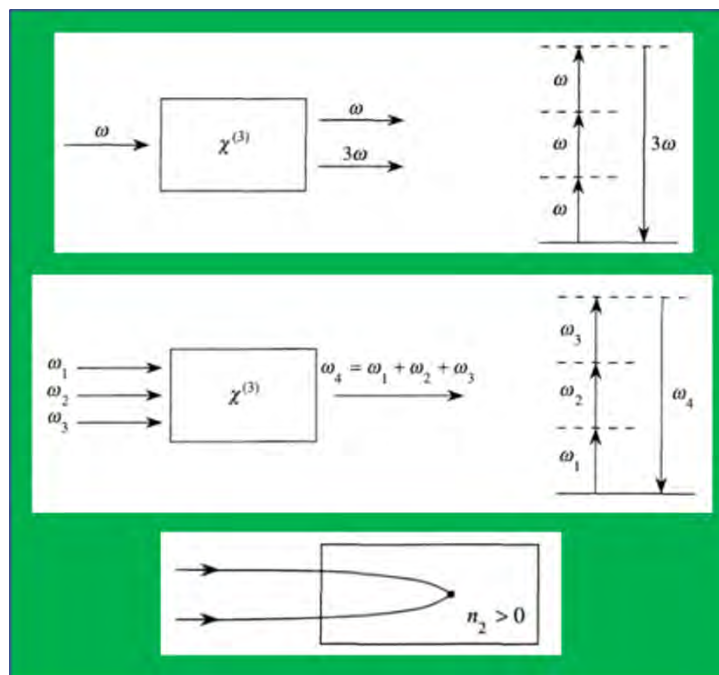 ω
χ⁽³⁾
ω
3ω
ω
ω
ω
3ω
ω₁
ω₂
ω₃
χ⁽³⁾
ω₄ = ω₁ + ω₂ + ω₃
ω₃
ω₂
ω₁
ω₄
n₂ > 0